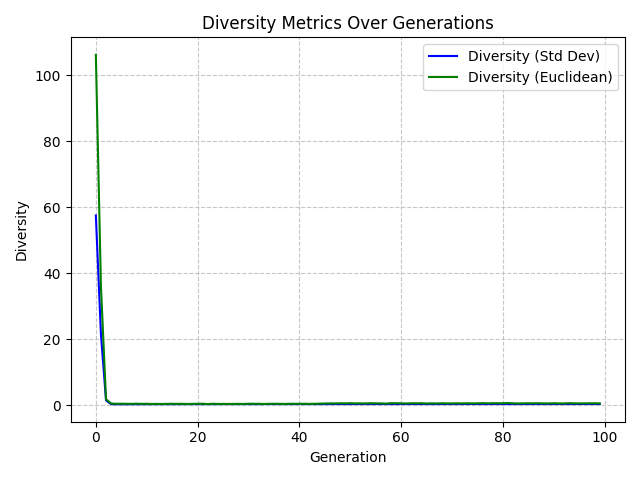 Diversity Metrics Over Generations
Diversity (Std Dev)
Diversity (Euclidean)
100
80
60
40
20
0
Diversity
0 20 40 60 80 100
Generation